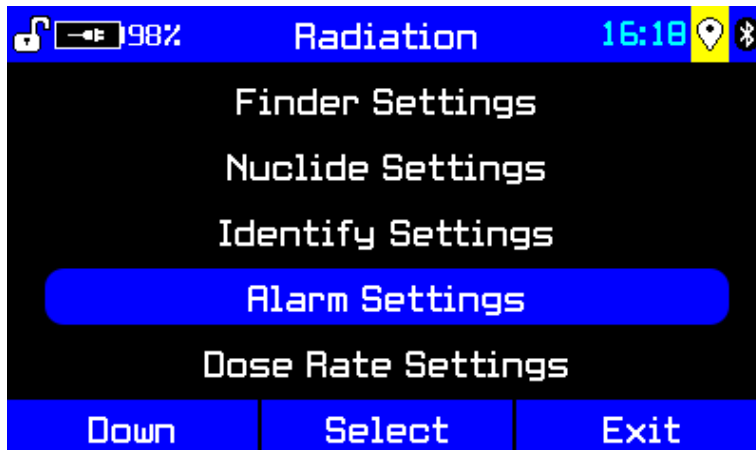 98% Radiation 16:18
Finder Settings
Nuclide Settings
Identify Settings
Alarm Settings
Dose Rate Settings
Down Select Exit